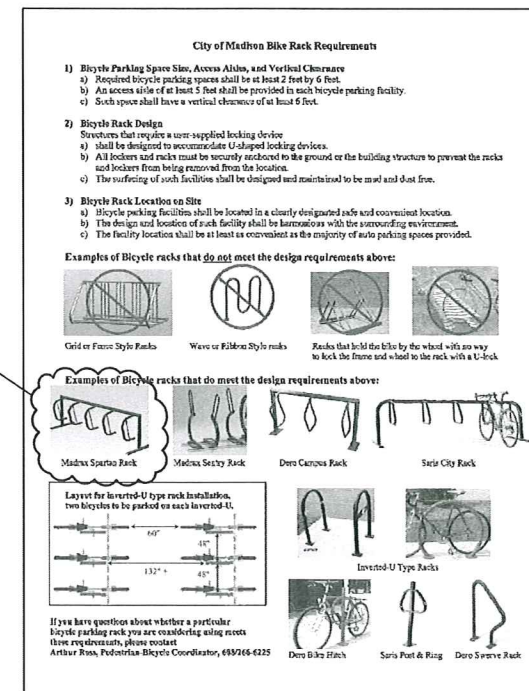 City of Madison Bike Rack Requirements
1) Bicycle Parking Space Size, Access Aisles, and Vertical Clearance
a) Required bicycle parking spaces shall be at least 2 feet by 6 feet.
b) An access aisle of at least 5 feet shall be provided in each bicycle parking facility.
c) Such space shall have a vertical clearance of at least 6 feet.
2) Bicycle Rack Design
Structures that require a user-supplied locking device
a) shall be designed to accommodate U-shaped locking devices.
b) All lockers and racks must be securely anchored to the ground or the building structure to prevent the racks
and lockers from being removed from the location.
c) The surfacing of such facilities shall be designed and maintained to be mud and dust free.
3) Bicycle Rack Location on Site
a) Bicycle parking facilities shall be located in a clearly designated safe and convenient location.
b) The design and location of such facility shall be harmonious with the surrounding environment.
c) The facility location shall be at least as convenient as the majority of auto parking spaces provided.
Examples of Bicycle racks that do not meet the design requirements above:
Grid or Fence Style Racks
Wave or Ribbon Style racks
Racks that hold the bike by the wheel with no way
to lock the frame and wheel to the rack with a U-lock
Examples of Bicycle racks that do meet the design requirements above:
Madrax Spartan Rack
Madrax Sentry Rack
Dero Campus Rack
Saris City Rack
Layout for inverted-U type rack installation,
two bicycles to be parked on each inverted-U.
60"
48"
132" +
48"
Inverted-U Type Racks
If you have questions about whether a particular
bicycle parking rack you are considering using meets
these requirements, please contact
Arthur Ross, Pedestrian-Bicycle Coordinator, 608/266-6225
Dero Bike Hitch
Saris Post & Ring
Dero Swerve Rack